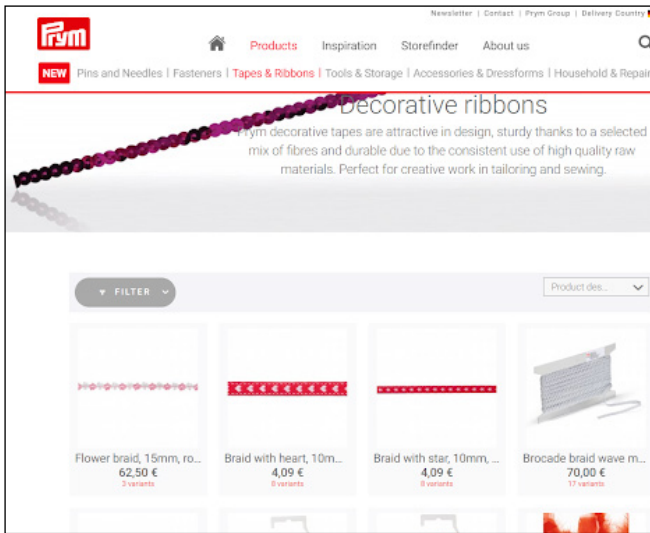 Newsletter | Contact | Prym Group | Delivery Country
Prym
Products Inspiration Storefinder About us
NEW Pins and Needles | Fasteners | Tapes & Ribbons | Tools & Storage | Accessories & Dressforms | Household & Repair
Decorative ribbons
Prym decorative tapes are attractive in design, sturdy thanks to a selected
mix of fibres and durable due to the consistent use of high quality raw
materials. Perfect for creative work in tailoring and sewing.
FILTER
Product des...
Flower braid, 15mm, ro...
62,50 €
3 variants
Braid with heart, 10m...
4,09 €
8 variants
Braid with star, 10mm, ...
4,09 €
8 variants
Brocade braid wave m...
70,00 €
17 variants